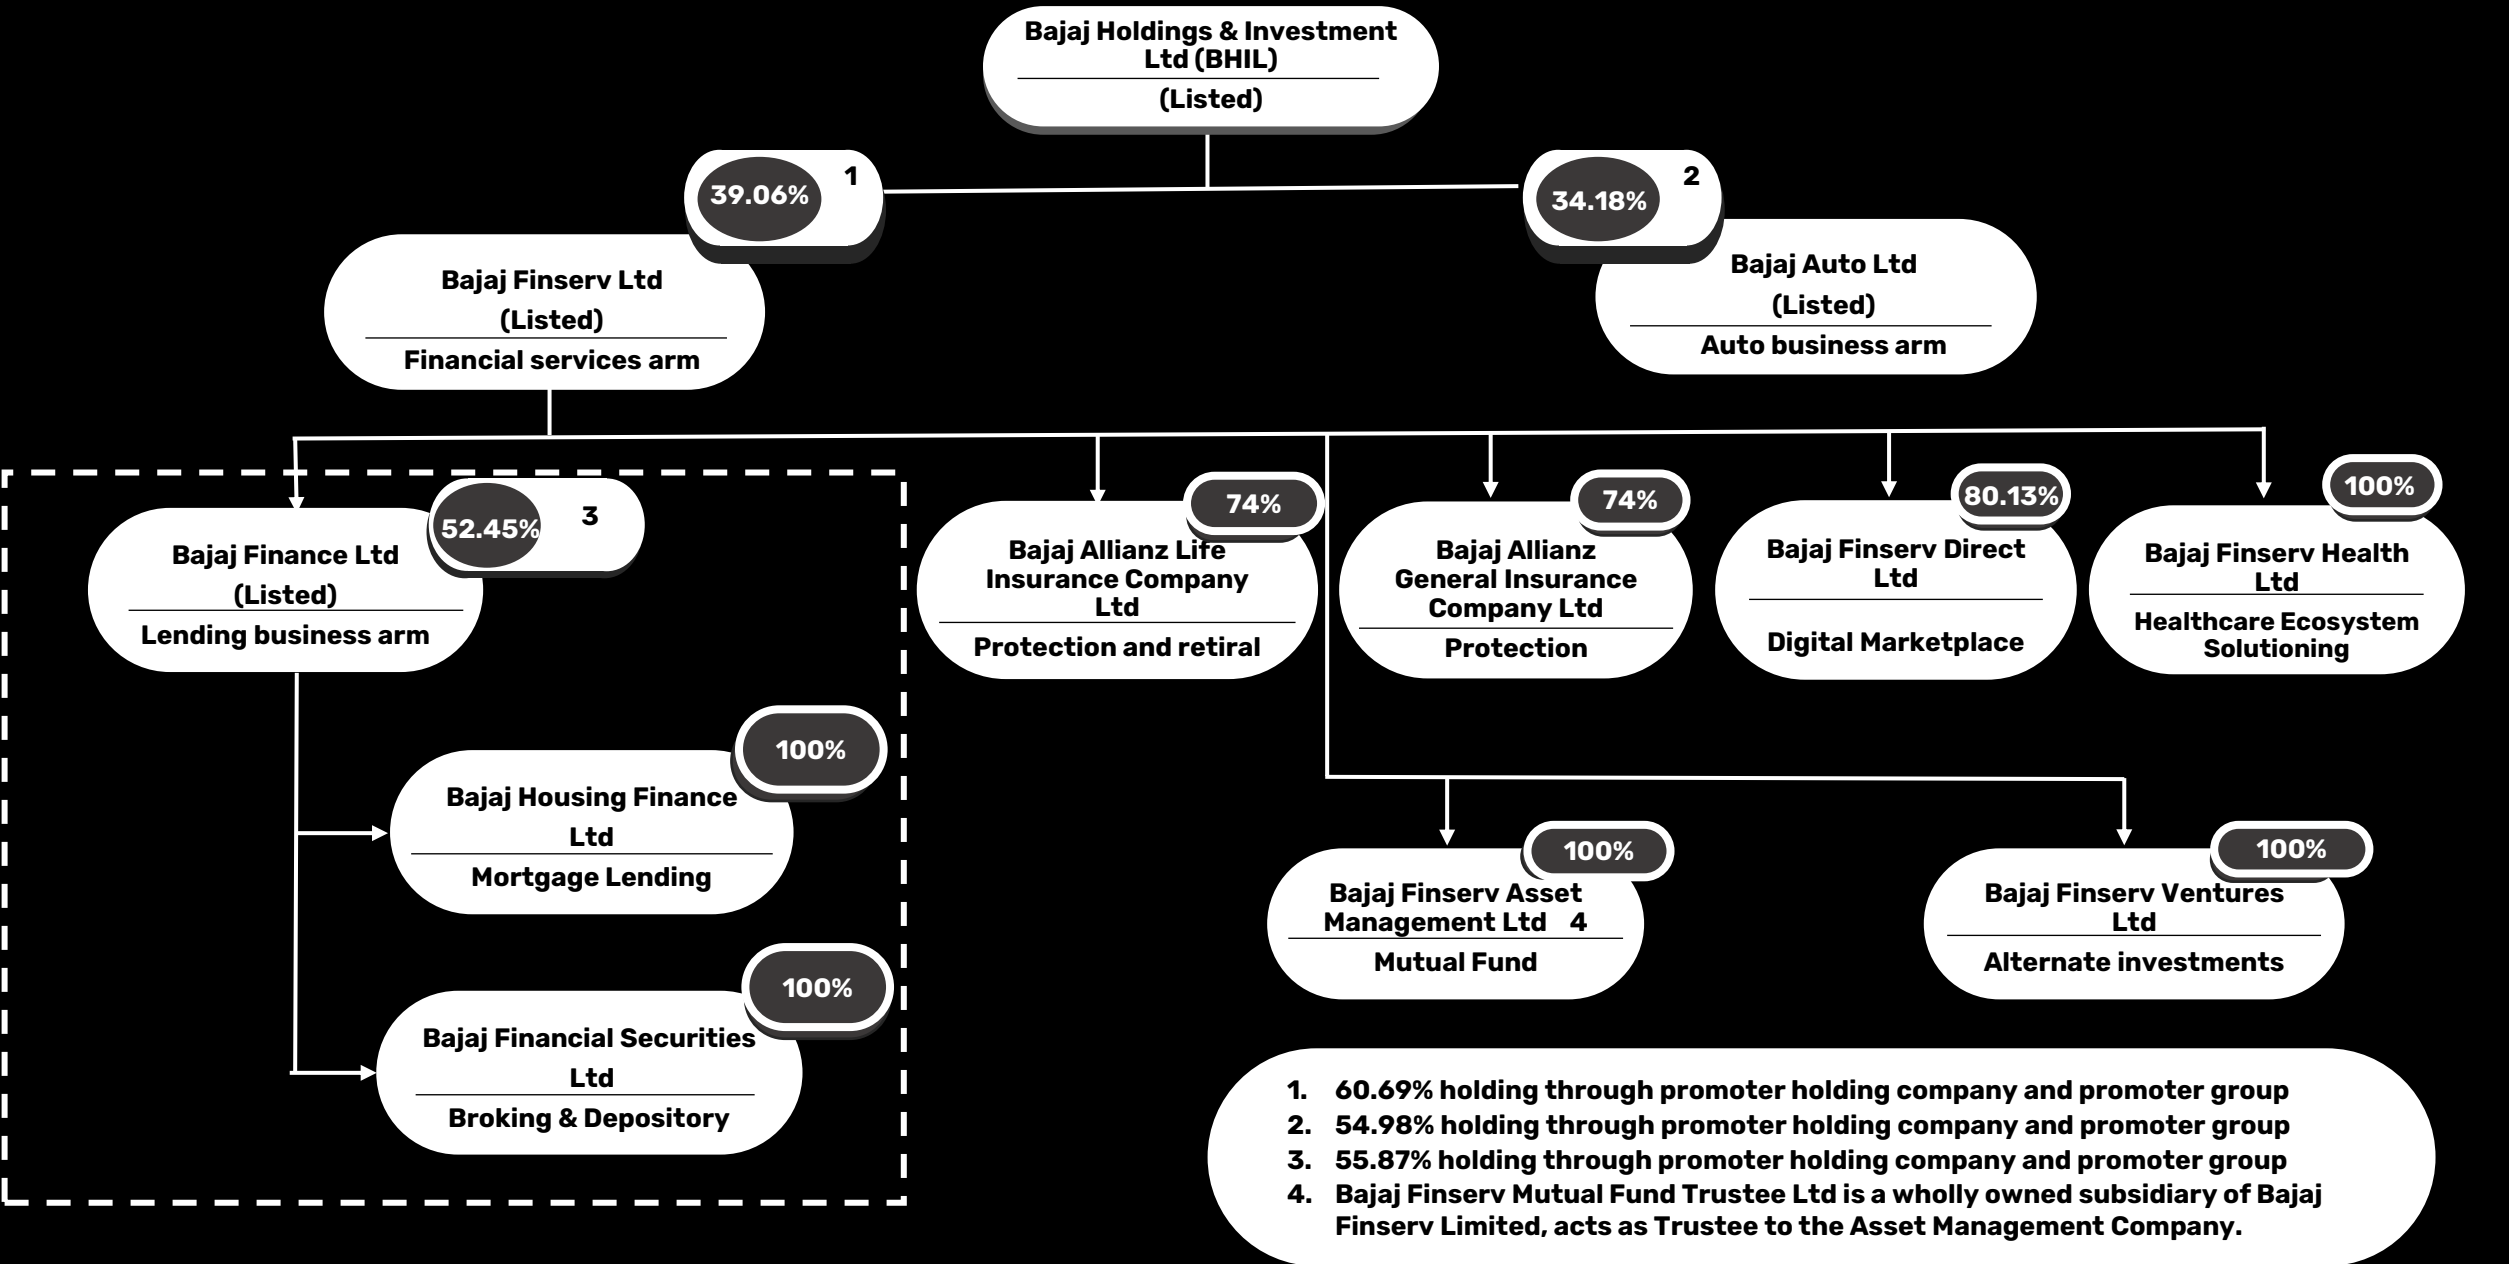 Bajaj Holdings & Investment
Ltd (BHIL)
(Listed)
39.06% 1
34.18% 2
Bajaj Finserv Ltd
(Listed)
Financial services arm
Bajaj Auto Ltd
(Listed)
Auto business arm
52.45% 3
Bajaj Finance Ltd
(Listed)
Lending business arm
74%
Bajaj Allianz Life
Insurance Company
Ltd
Protection and retiral
74%
Bajaj Allianz
General Insurance
Company Ltd
Protection
80.13%
Bajaj Finserv Direct
Ltd
Digital Marketplace
100%
Bajaj Finserv Health
Ltd
Healthcare Ecosystem
Solutioning
100%
Bajaj Housing Finance
Ltd
Mortgage Lending
100%
Bajaj Financial Securities
Ltd
Broking & Depository
100%
Bajaj Finserv Asset
Management Ltd 4
Mutual Fund
100%
Bajaj Finserv Ventures
Ltd
Alternate investments
1. 60.69% holding through promoter holding company and promoter group
2. 54.98% holding through promoter holding company and promoter group
3. 55.87% holding through promoter holding company and promoter group
4. Bajaj Finserv Mutual Fund Trustee Ltd is a wholly owned subsidiary of Bajaj
Finserv Limited, acts as Trustee to the Asset Management Company.